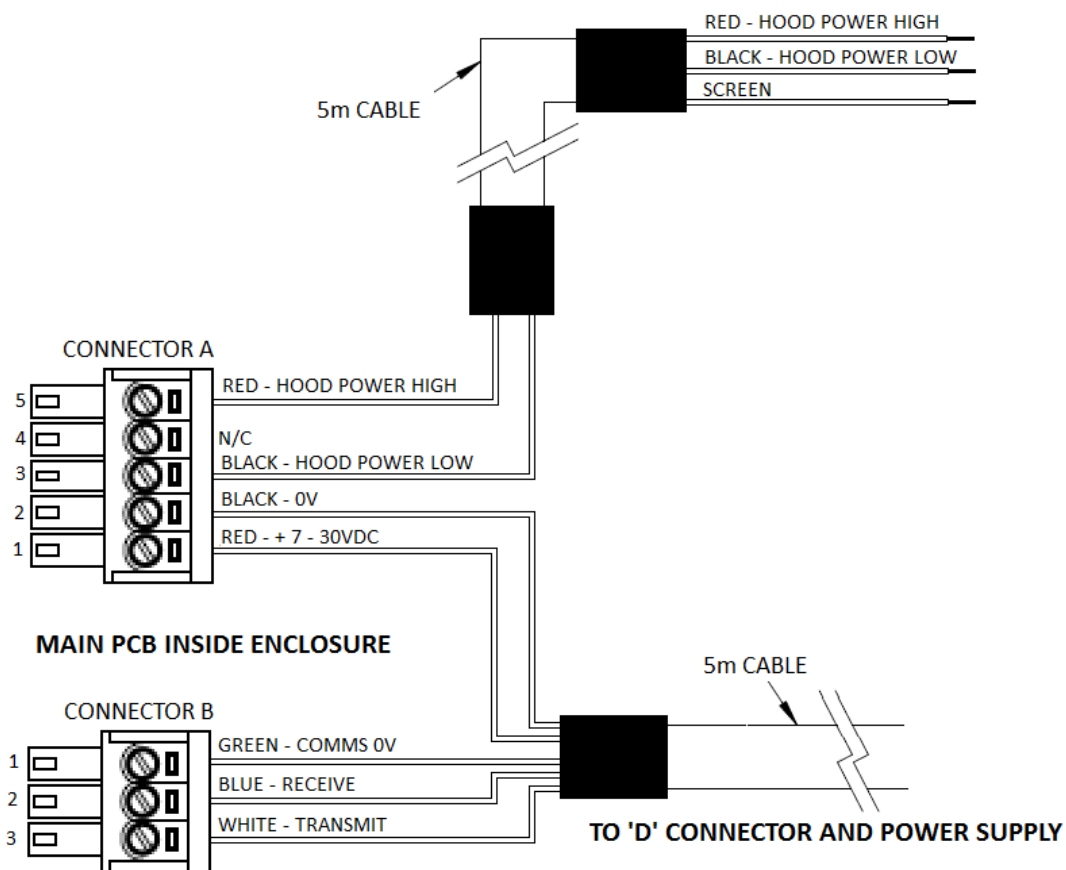 RED - HOOD POWER HIGH
BLACK - HOOD POWER LOW
SCREEN
5m CABLE
CONNECTOR A
5
RED - HOOD POWER HIGH
4
N/C
3
BLACK - HOOD POWER LOW
2
BLACK - 0V
1
RED - + 7 - 30VDC
MAIN PCB INSIDE ENCLOSURE
5m CABLE
CONNECTOR B
1
GREEN - COMMS 0V
2
BLUE - RECEIVE
3
WHITE - TRANSMIT
TO 'D' CONNECTOR AND POWER SUPPLY